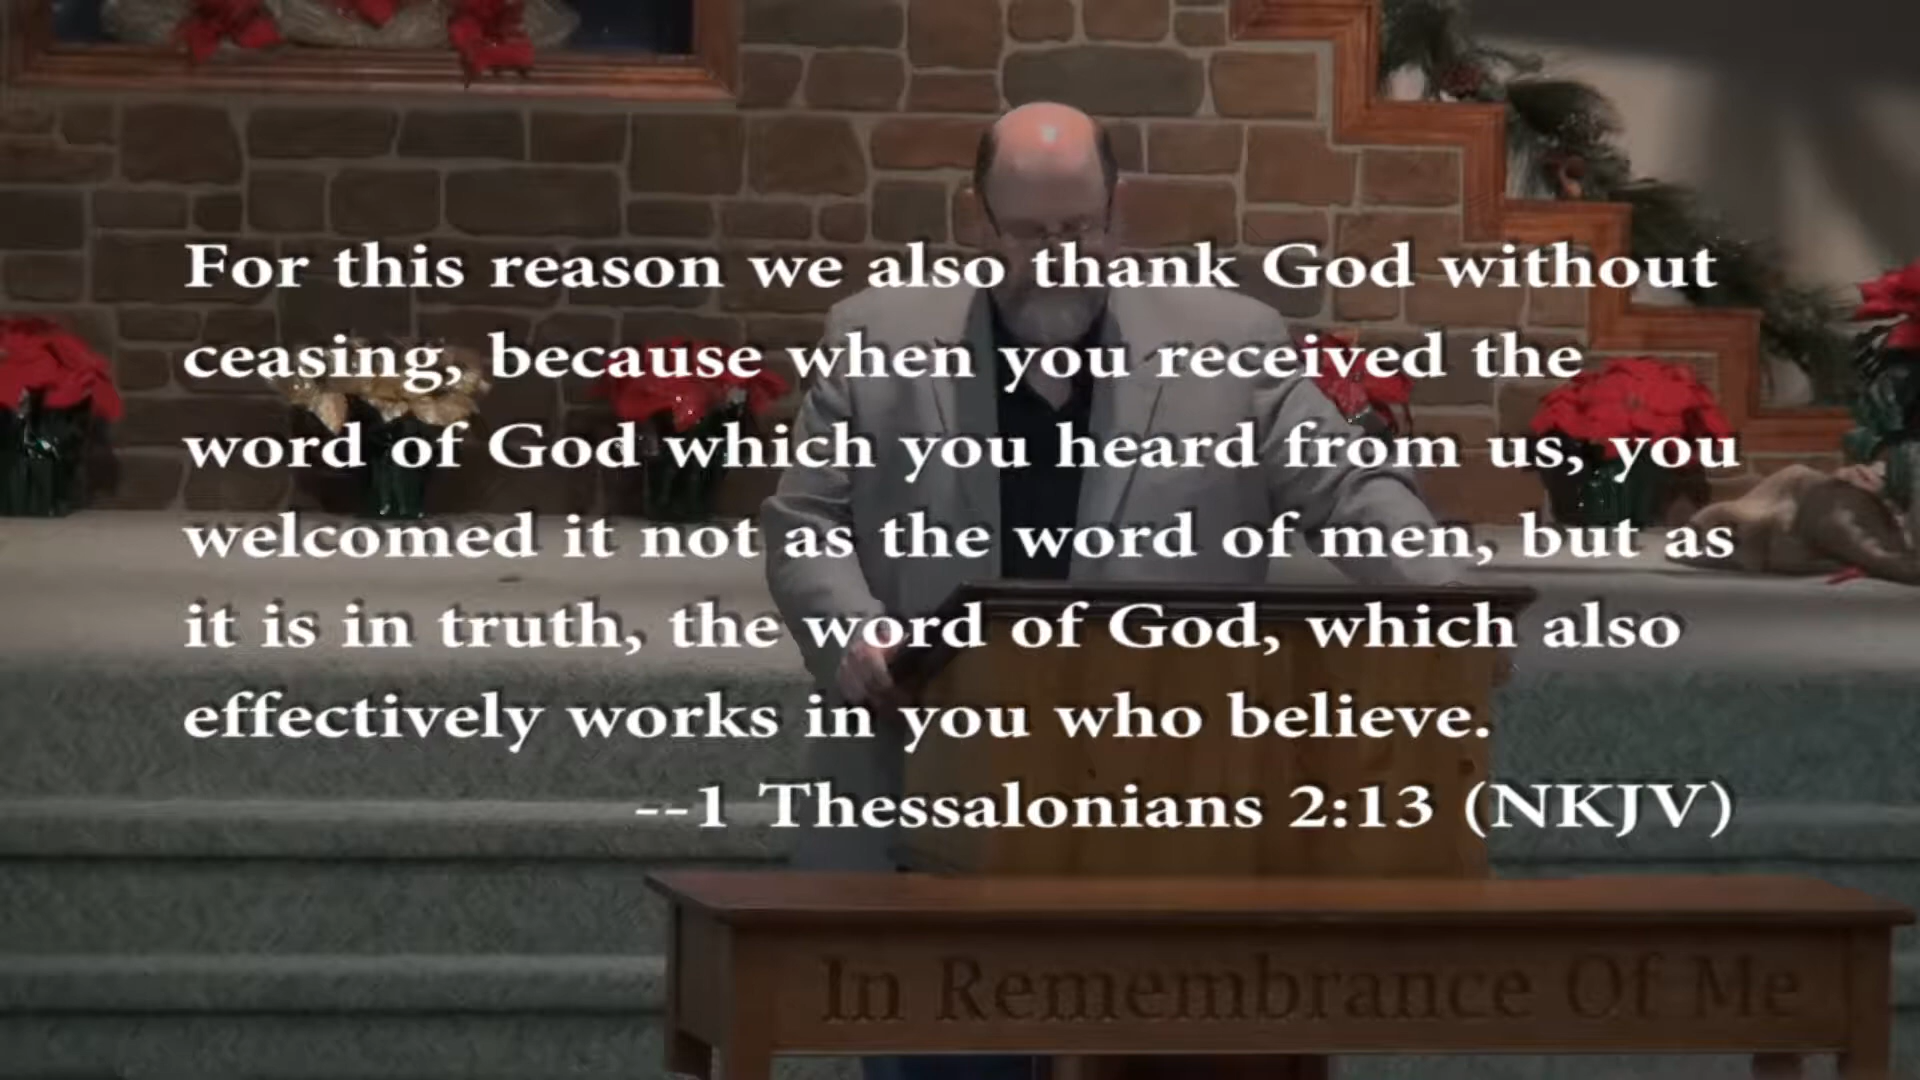 For this reason we also thank God without
ceasing, because when you received the
word of God which you heard from us, you
welcomed it not as the word of men, but as
it is in truth, the word of God, which also
effectively works in you who believe.
--1 Thessalonians 2:13 (NKJV)
In Remembrance Of Me